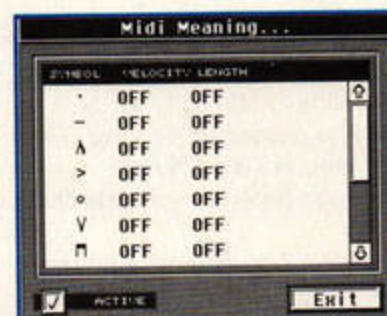 Midi Meaning...
SYMBOL VELOCITY LENGTH
· OFF OFF
– OFF OFF
ʌ OFF OFF
> OFF OFF
o OFF OFF
V OFF OFF
⊓ OFF OFF
✓ ACTIVE Exit